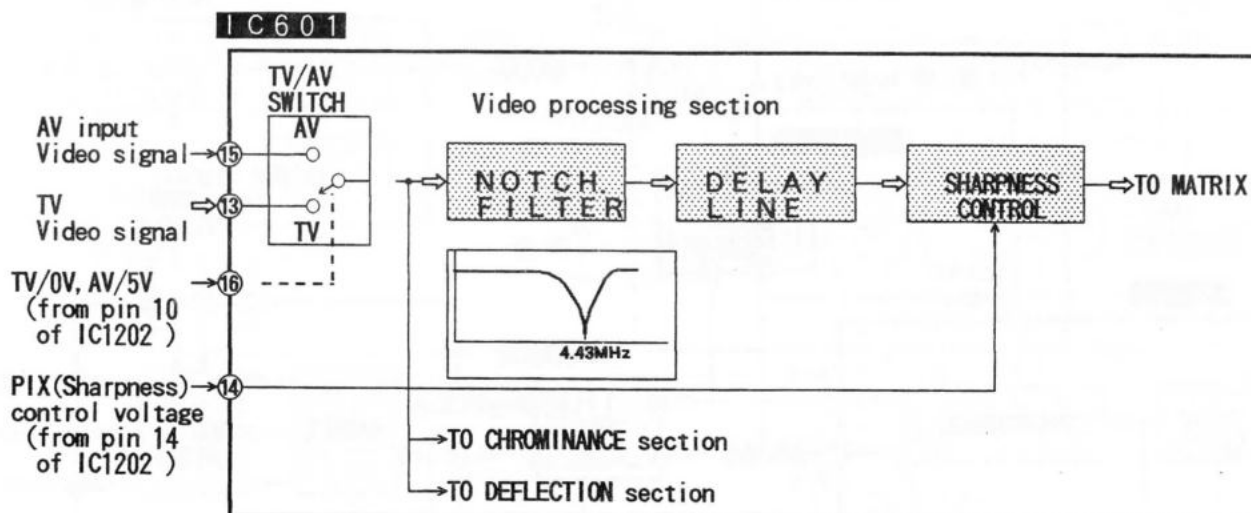 IC601
TV/AV
SWITCH
Video processing section
AV input
Video signal
15
AV
TV
Video signal
13
TV
NOTCH.
FILTER
DELAY
LINE
SHARPNESS
CONTROL
TO MATRIX
TV/0V, AV/5V
(from pin 10
of IC1202 )
16
4.43MHz
PIX(Sharpness)
control voltage
(from pin 14
of IC1202 )
14
TO CHROMINANCE section
TO DEFLECTION section